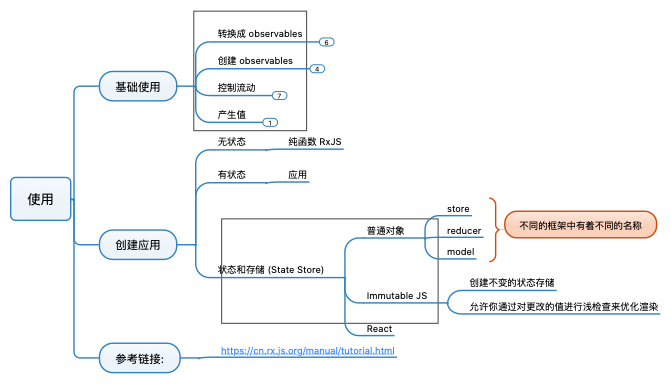 使用
基础使用
转换成 observables
6
创建 observables
4
控制流动
7
产生值
1
创建应用
无状态
纯函数 RxJS
有状态
应用
状态和存储 (State Store)
普通对象
store
reducer
model
不同的框架中有着不同的名称
Immutable JS
创建不变的状态存储
允许你通过对更改的值进行浅检查来优化渲染
React
参考链接:
https://cn.rx.js.org/manual/tutorial.html